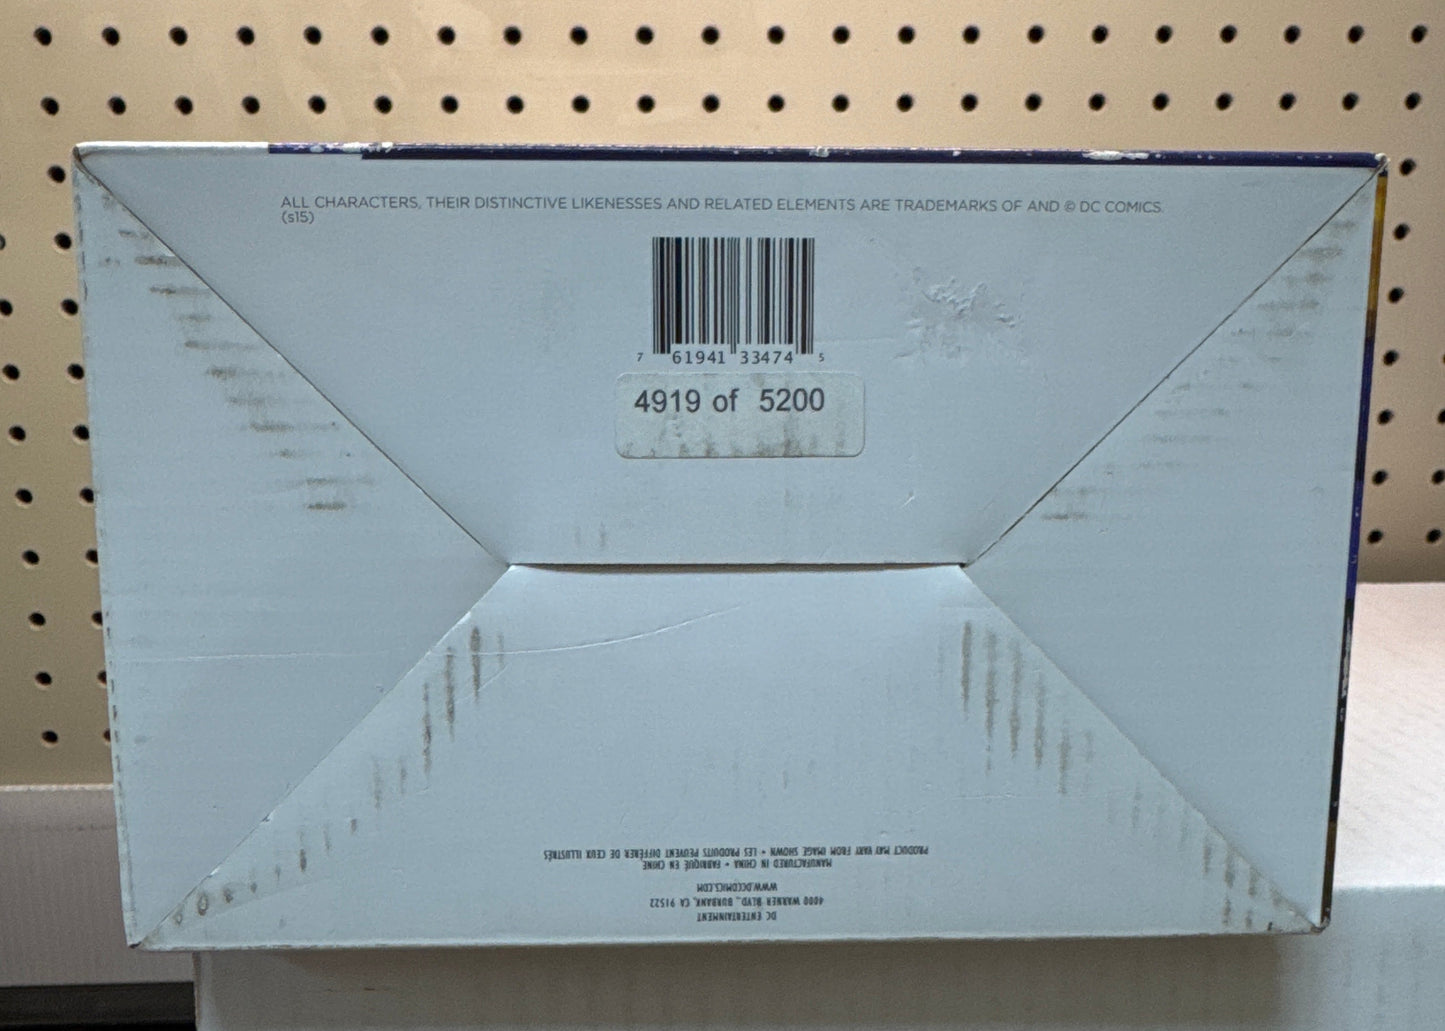 ALL CHARACTERS, THEIR DISTINCTIVE LIKENESSES AND RELATED ELEMENTS ARE TRADEMARKS OF AND © DC COMICS.
(s15)
7 61941 33474 5
4919 of 5200
DC ENTERTAINMENT
4000 WARNER BLVD., BURBANK, CA 91522
WWW.DCCOMICS.COM
MANUFACTURED IN CHINA • FABRIQUÉ EN CHINE
PRODUCT MAY VARY FROM IMAGE SHOWN • LES PRODUITS PEUVENT DIFFÉRER DE CEUX ILLUSTRÉS